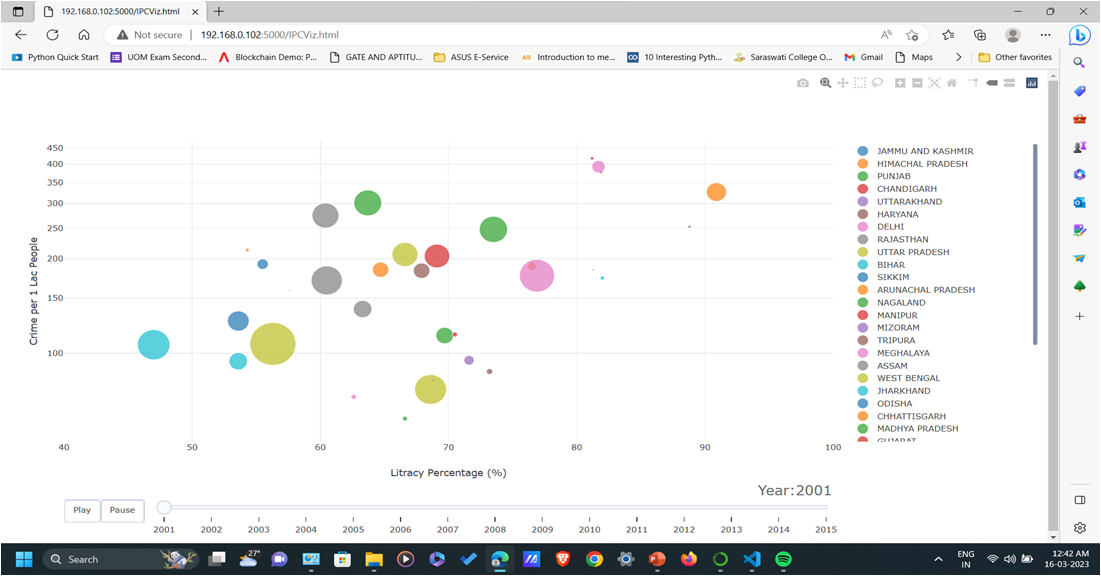 192.168.0.102:5000/IPCViz.html
Not secure | 192.168.0.102:5000/IPCViz.html
Python Quick Start UOM Exam Second... Blockchain Demo: P... GATE AND APTITU... ASUS E-Service AIS Introduction to me... CO 10 Interesting Pyth... Saraswati College O... Gmail Maps Other favorites
450
400
350
300
250
200
150
100
Crime per 1 Lac People
40 50 60 70 80 90 100
Litracy Percentage (%)
JAMMU AND KASHMIR
HIMACHAL PRADESH
PUNJAB
CHANDIGARH
UTTARAKHAND
HARYANA
DELHI
RAJASTHAN
UTTAR PRADESH
BIHAR
SIKKIM
ARUNACHAL PRADESH
NAGALAND
MANIPUR
MIZORAM
TRIPURA
MEGHALAYA
ASSAM
WEST BENGAL
JHARKHAND
ODISHA
CHHATTISGARH
MADHYA PRADESH
GUJARAT
Year:2001
Play Pause
2001 2002 2003 2004 2005 2006 2007 2008 2009 2010 2011 2012 2013 2014 2015
Search
27°
ENG
IN
12:42 AM
16-03-2023